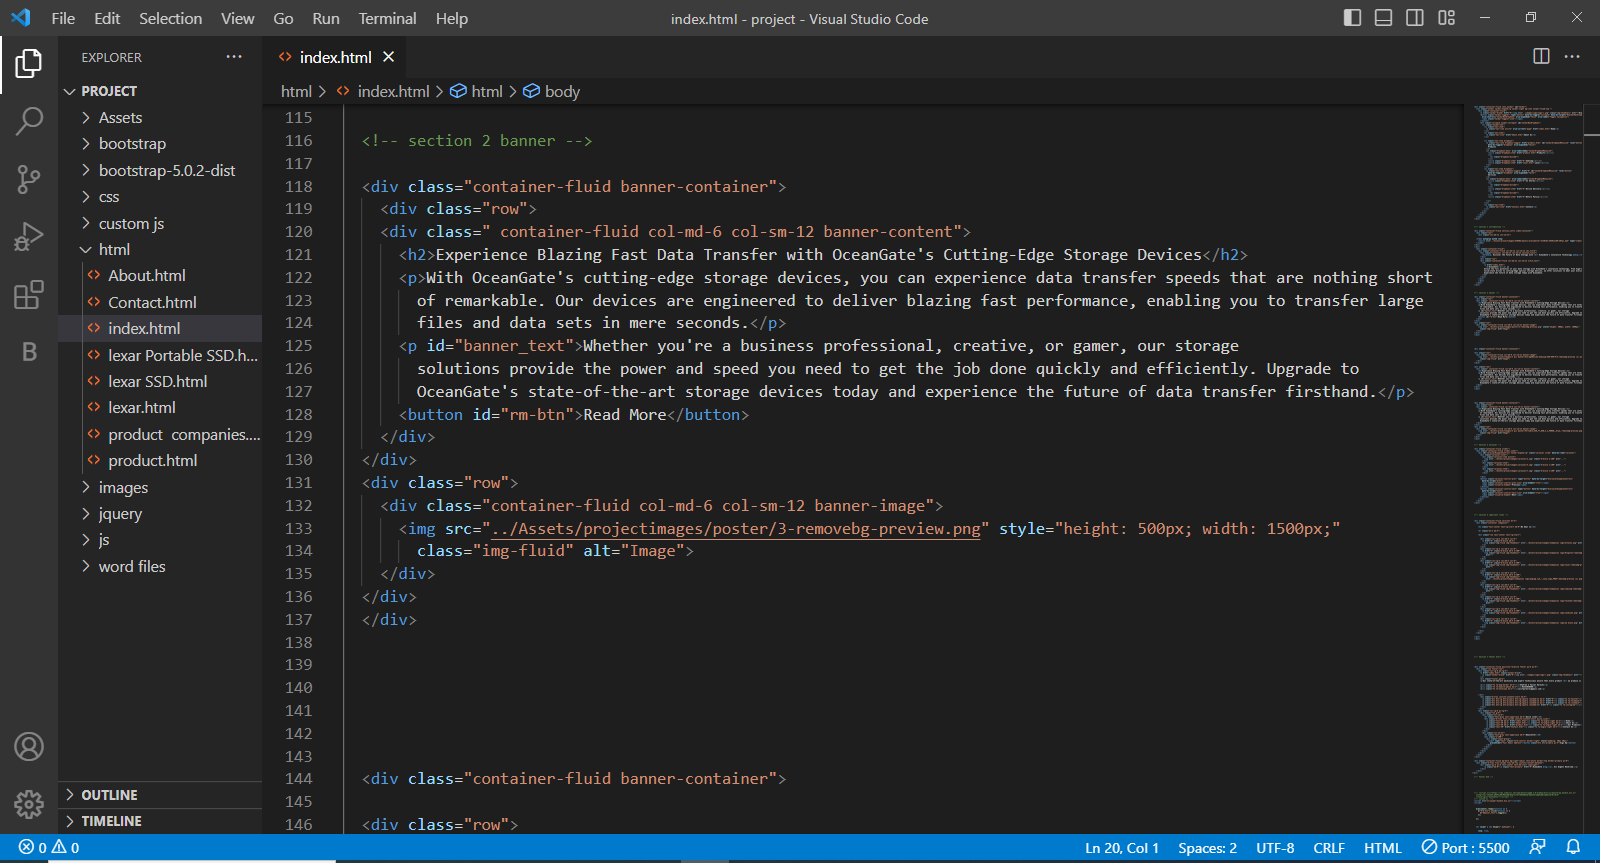 File Edit Selection View Go Run Terminal Help
index.html - project - Visual Studio Code
EXPLORER
PROJECT
Assets
bootstrap
bootstrap-5.0.2-dist
css
custom js
html
About.html
Contact.html
index.html
lexar Portable SSD.h...
lexar SSD.html
lexar.html
product companies....
product.html
images
jquery
js
word files
OUTLINE
TIMELINE
B
index.html
html > index.html > html > body
115
116 <!-- section 2 banner -->
117
118 <div class="container-fluid banner-container">
119 <div class="row">
120 <div class=" container-fluid col-md-6 col-sm-12 banner-content">
121 <h2>Experience Blazing Fast Data Transfer with OceanGate's Cutting-Edge Storage Devices</h2>
122 <p>With OceanGate's cutting-edge storage devices, you can experience data transfer speeds that are nothing short
123 of remarkable. Our devices are engineered to deliver blazing fast performance, enabling you to transfer large
124 files and data sets in mere seconds.</p>
125 <p id="banner_text">Whether you're a business professional, creative, or gamer, our storage
126 solutions provide the power and speed you need to get the job done quickly and efficiently. Upgrade to
127 OceanGate's state-of-the-art storage devices today and experience the future of data transfer firsthand.</p>
128 <button id="rm-btn">Read More</button>
129 </div>
130 </div>
131 <div class="row">
132 <div class="container-fluid col-md-6 col-sm-12 banner-image">
133 <img src="../Assets/projectimages/poster/3-removebg-preview.png" style="height: 500px; width: 1500px;"
134 class="img-fluid" alt="Image">
135 </div>
136 </div>
137 </div>
138
139
140
141
142
143
144 <div class="container-fluid banner-container">
145
146 <div class="row">
0 0
Ln 20, Col 1 Spaces: 2 UTF-8 CRLF HTML Port : 5500